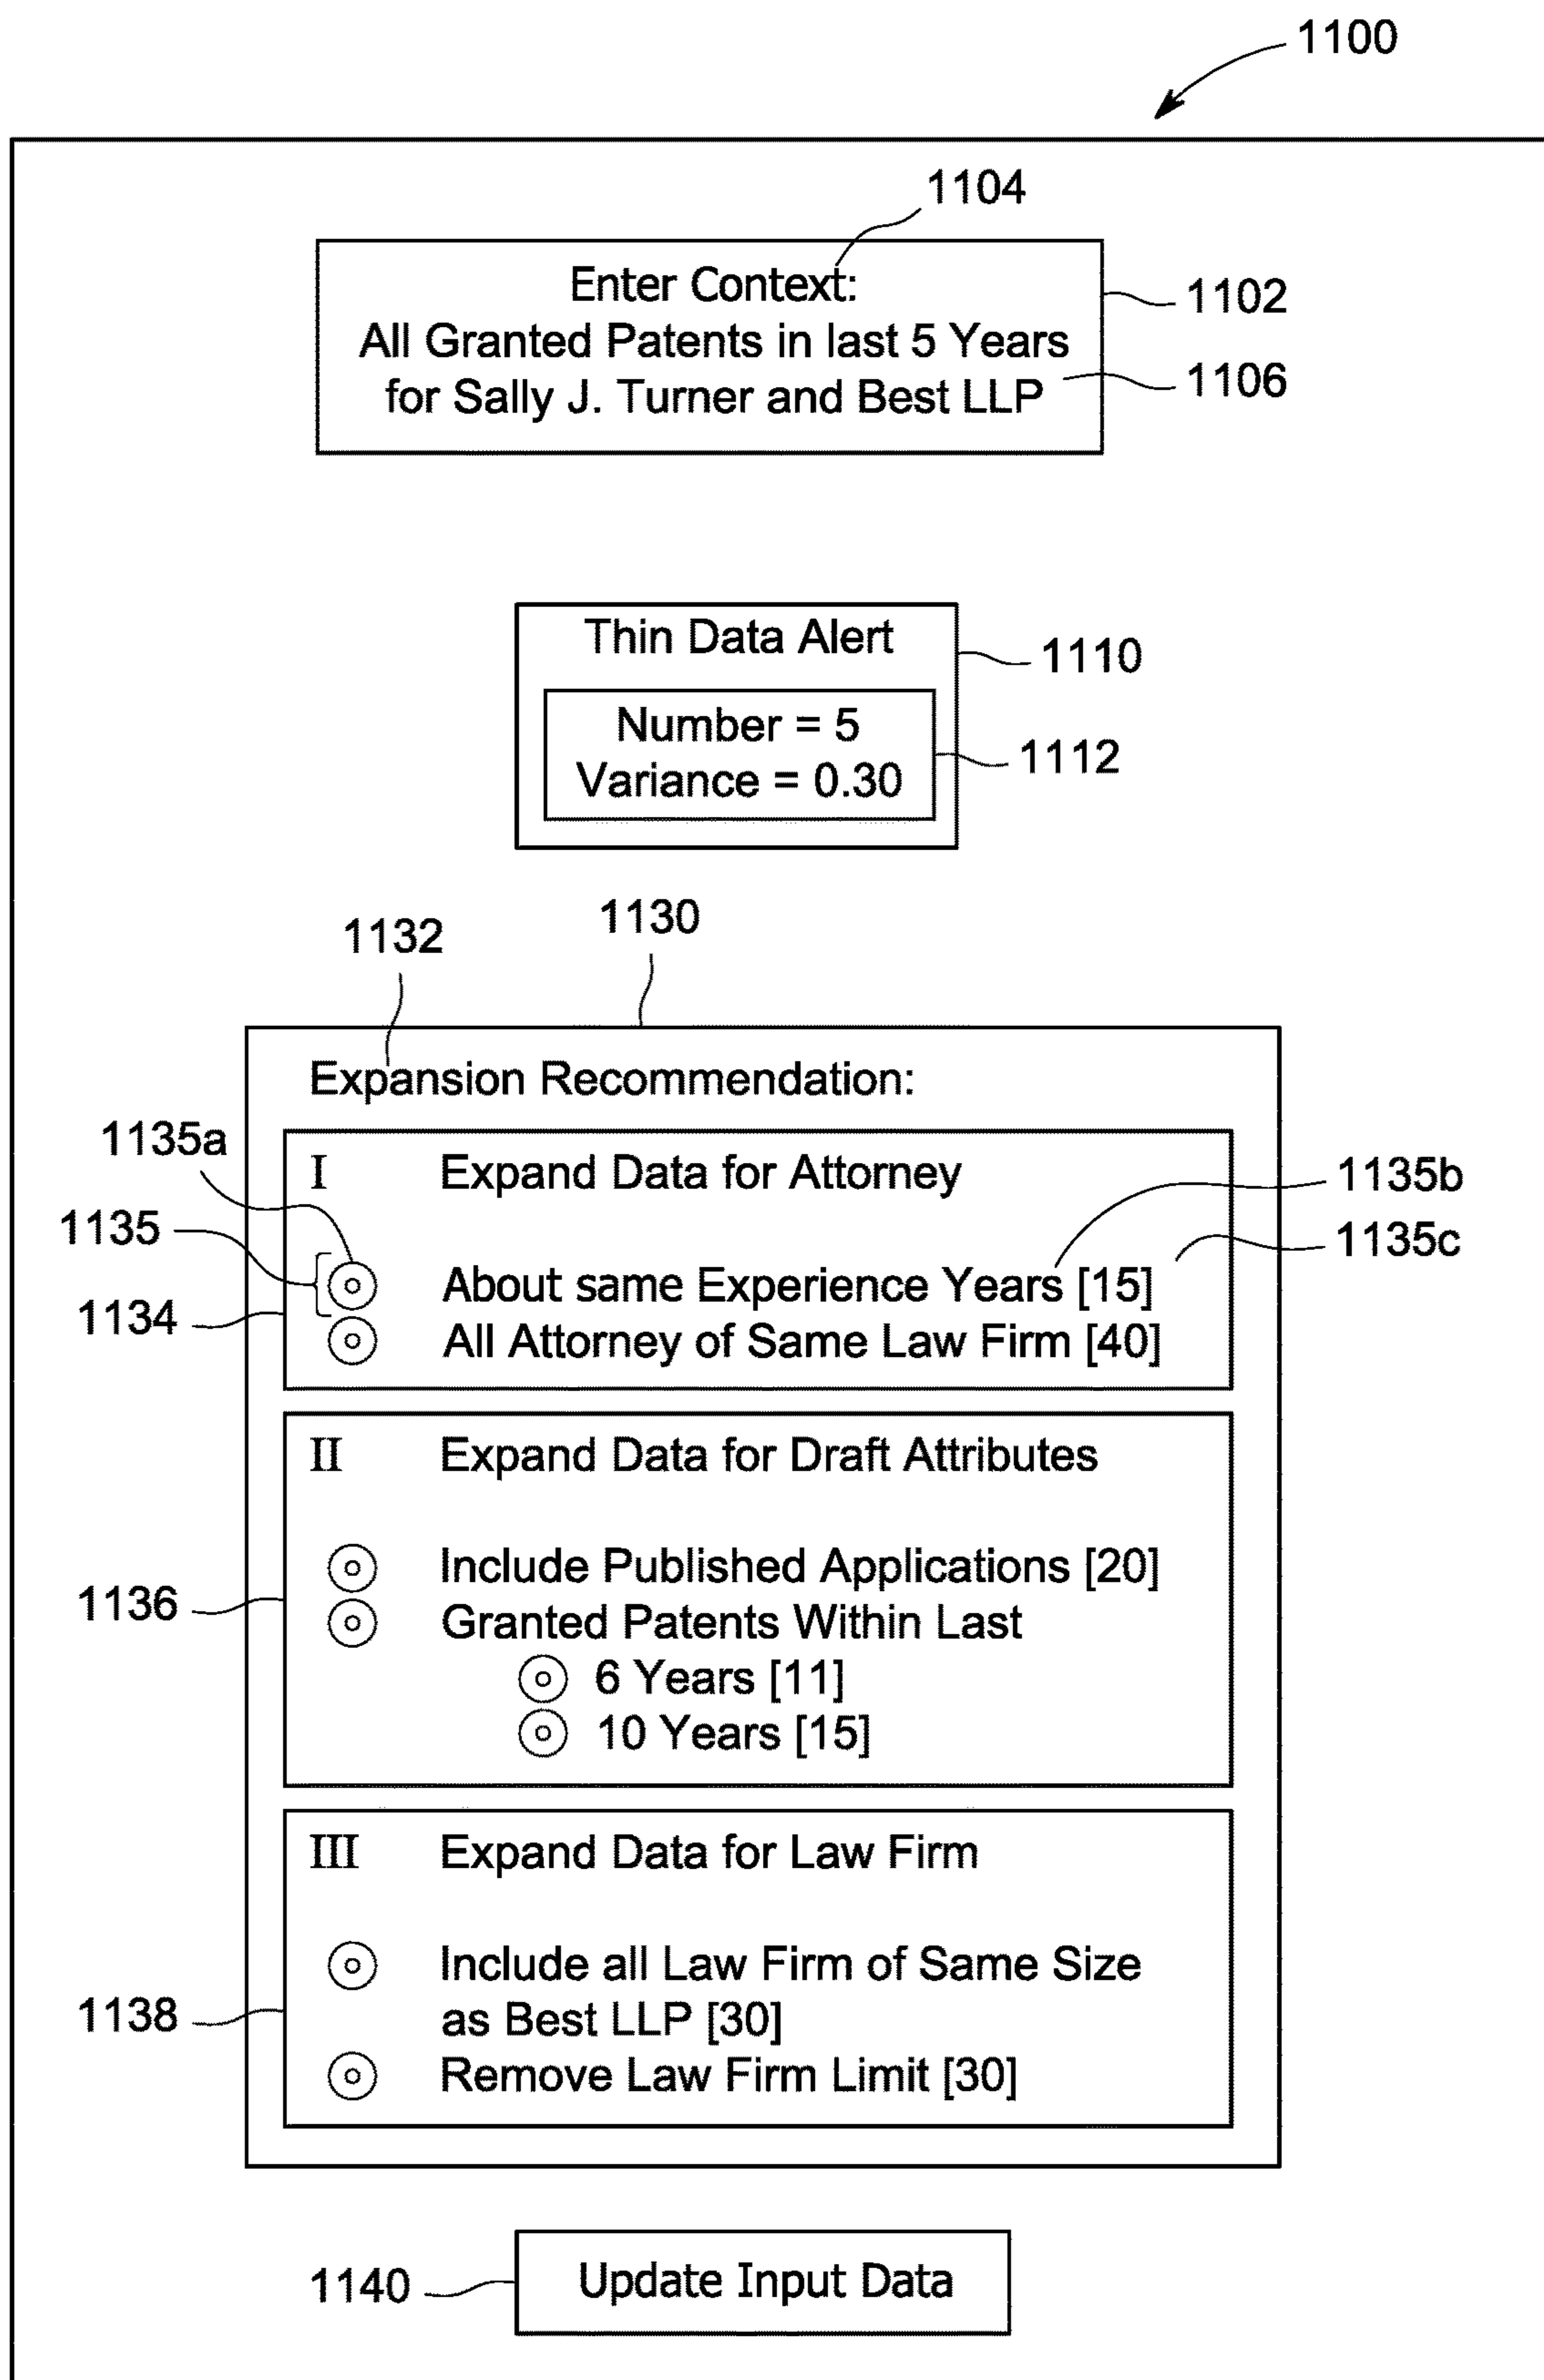 1100
1104
Enter Context:
1102
All Granted Patents in last 5 Years
1106
for Sally J. Turner and Best LLP
Thin Data Alert
1110
Number = 5
1112
Variance = 0.30
1130
1132
Expansion Recommendation:
1135a
I Expand Data for Attorney
1135b
1135
1135c
About same Experience Years [15]
1134
All Attorney of Same Law Firm [40]
II Expand Data for Draft Attributes
Include Published Applications [20]
1136
Granted Patents Within Last
6 Years [11]
10 Years [15]
III Expand Data for Law Firm
Include all Law Firm of Same Size
1138
as Best LLP [30]
Remove Law Firm Limit [30]
1140
Update Input Data